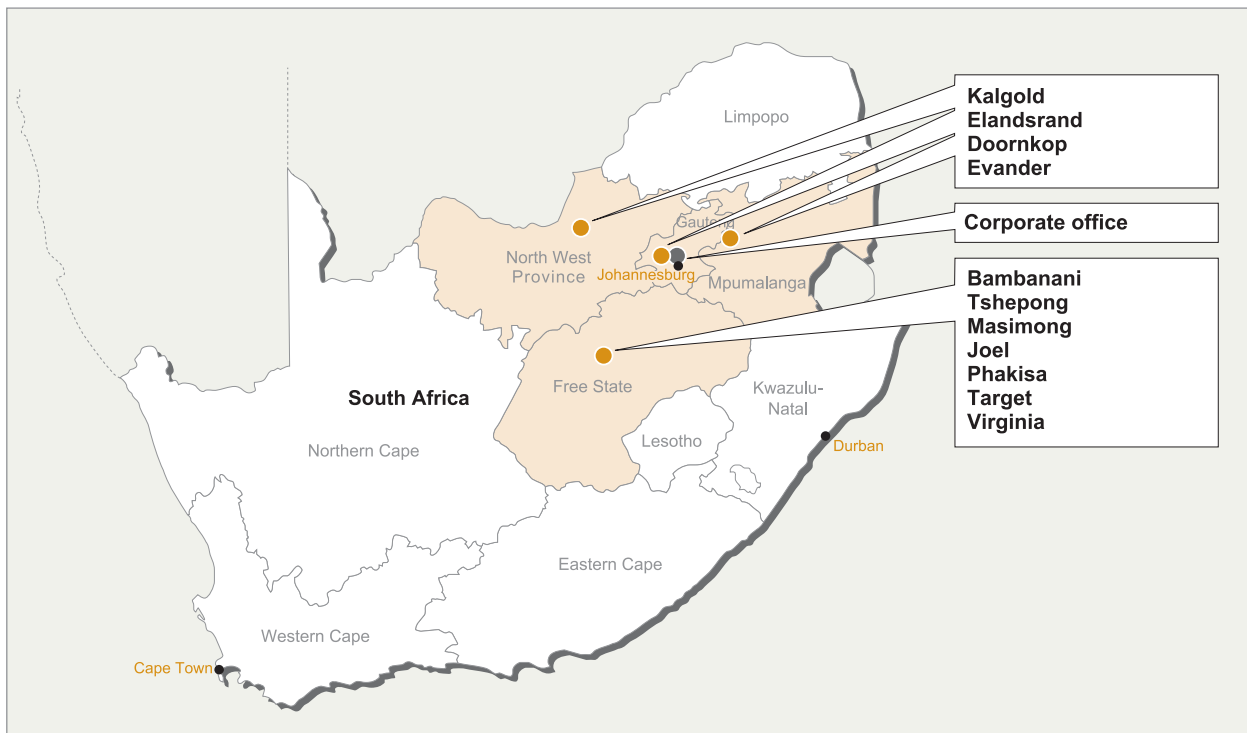 Limpopo
Kalgold
Elandsrand
Doornkop
Evander
Gauteng
Corporate office
North West
Province
Johannesburg
Mpumalanga
Bambanani
Tshepong
Masimong
Joel
Phakisa
Target
Virginia
Free State
Kwazulu-
Natal
South Africa
Lesotho
Durban
Northern Cape
Eastern Cape
Western Cape
Cape Town